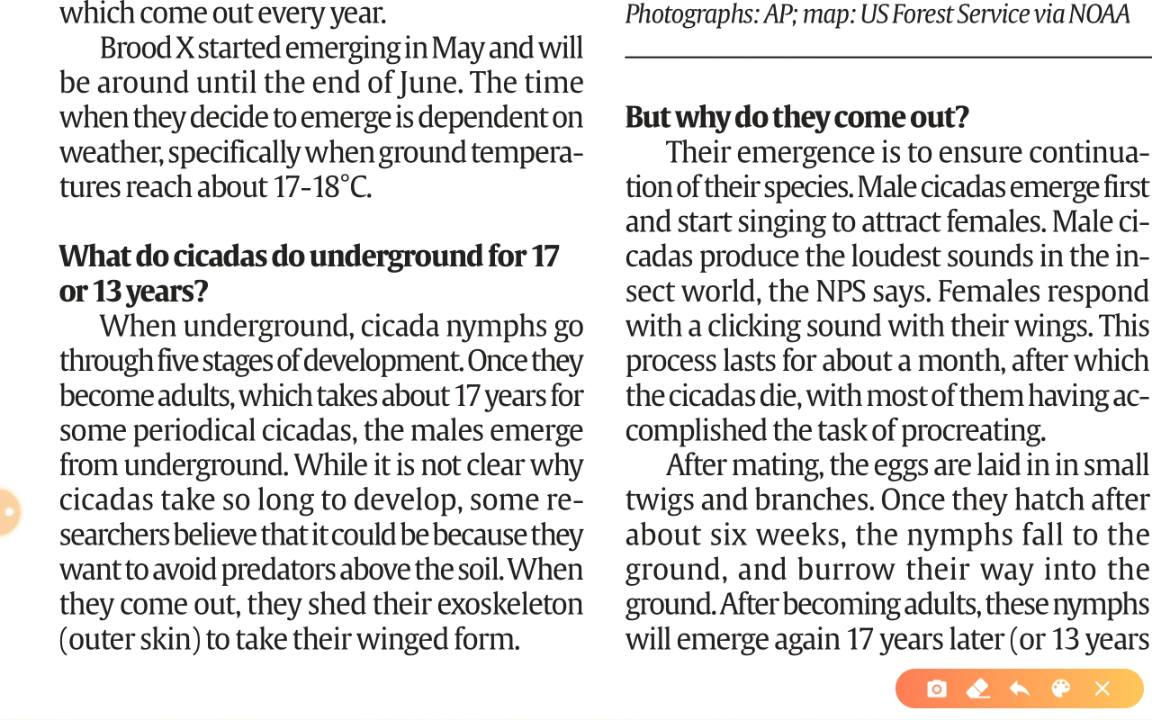 which come out every year.
Brood X started emerging in May and will
be around until the end of June. The time
when they decide to emerge is dependent on
weather, specifically when ground tempera-
tures reach about 17-18°C.
What do cicadas do underground for 17
or 13 years?
When underground, cicada nymphs go
through five stages of development. Once they
become adults, which takes about 17 years for
some periodical cicadas, the males emerge
from underground. While it is not clear why
cicadas take so long to develop, some re-
searchers believe that it could be because they
want to avoid predators above the soil. When
they come out, they shed their exoskeleton
(outer skin) to take their winged form.
Photographs: AP; map: US Forest Service via NOAA
But why do they come out?
Their emergence is to ensure continua-
tion of their species. Male cicadas emerge first
and start singing to attract females. Male ci-
cadas produce the loudest sounds in the in-
sect world, the NPS says. Females respond
with a clicking sound with their wings. This
process lasts for about a month, after which
the cicadas die, with most of them having ac-
complished the task of procreating.
After mating, the eggs are laid in in small
twigs and branches. Once they hatch after
about six weeks, the nymphs fall to the
ground, and burrow their way into the
ground. After becoming adults, these nymphs
will emerge again 17 years later (or 13 years